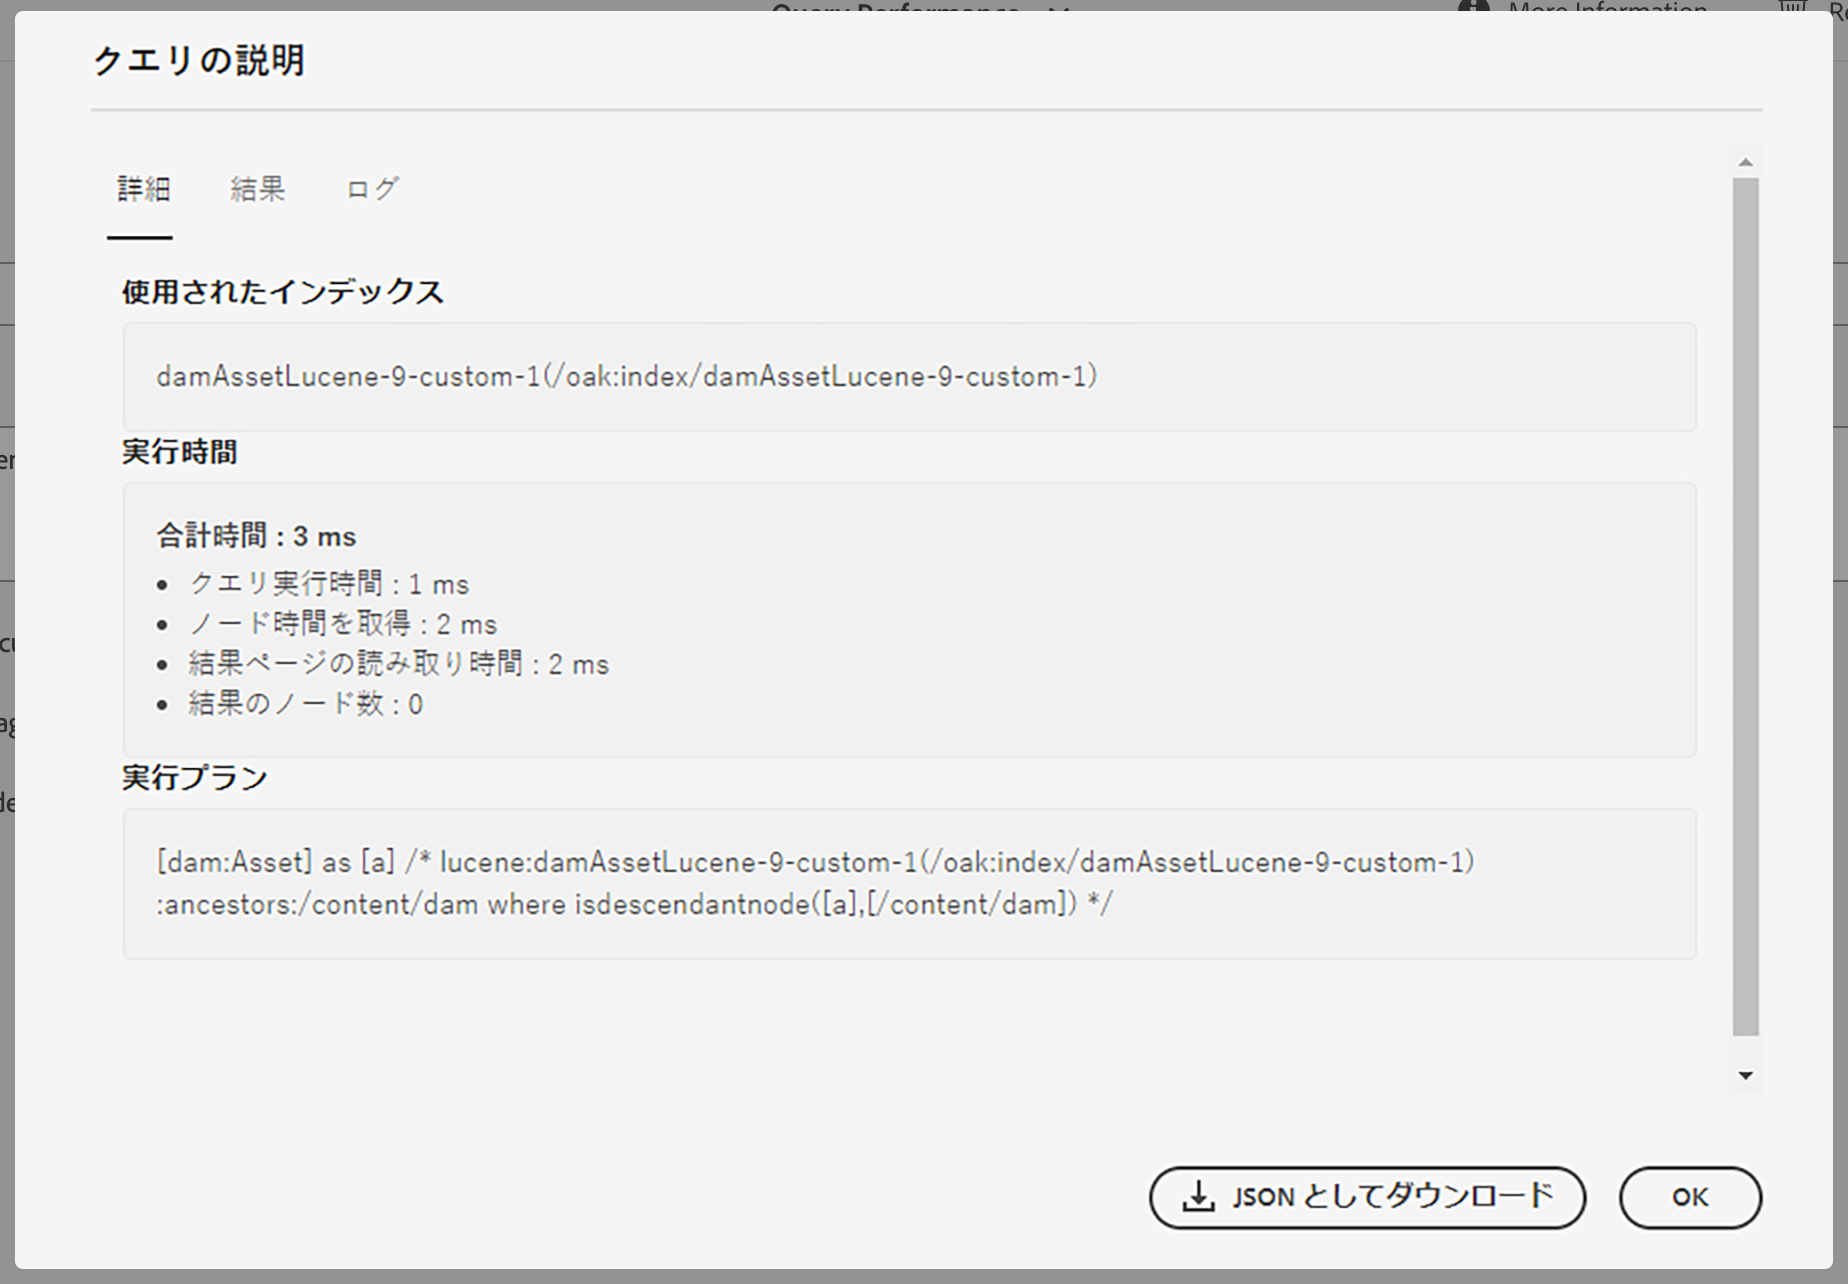 クエリの説明
詳細 結果 ログ
使用されたインデックス
damAssetLucene-9-custom-1(/oak:index/damAssetLucene-9-custom-1)
実行時間
合計時間 : 3 ms
• クエリ実行時間 : 1 ms
• ノード時間を取得 : 2 ms
• 結果ページの読み取り時間 : 2 ms
• 結果のノード数 : 0
実行プラン
[dam:Asset] as [a] /* lucene:damAssetLucene-9-custom-1(/oak:index/damAssetLucene-9-custom-1)
:ancestors:/content/dam where isdescendantnode([a],[/content/dam]) */
JSON としてダウンロード OK